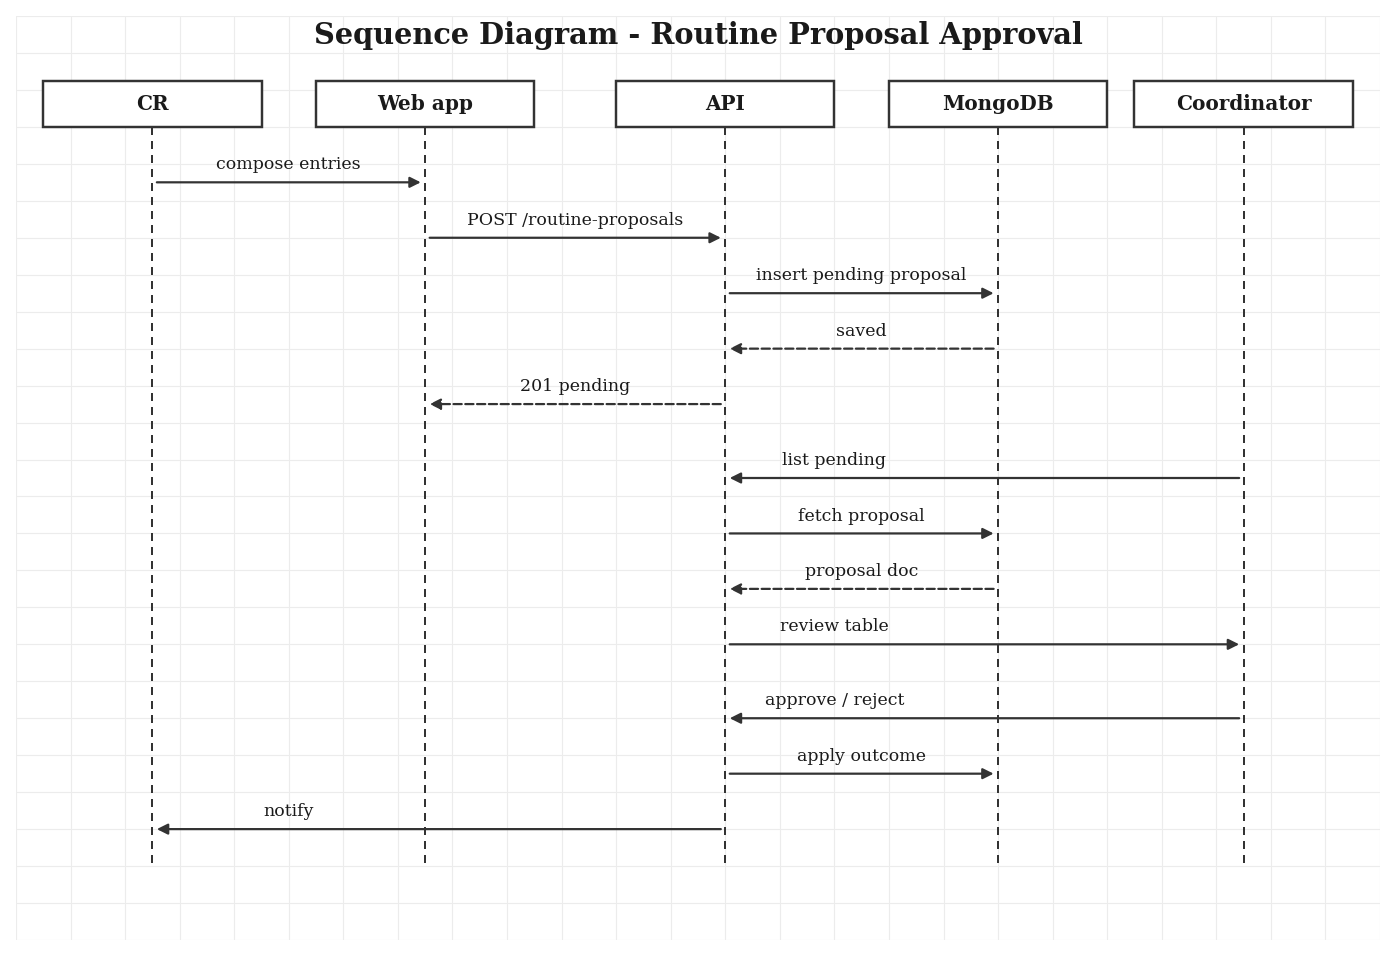 Sequence Diagram - Routine Proposal Approval
CR
Web app
API
MongoDB
Coordinator
compose entries
POST /routine-proposals
insert pending proposal
saved
201 pending
list pending
fetch proposal
proposal doc
review table
approve / reject
apply outcome
notify